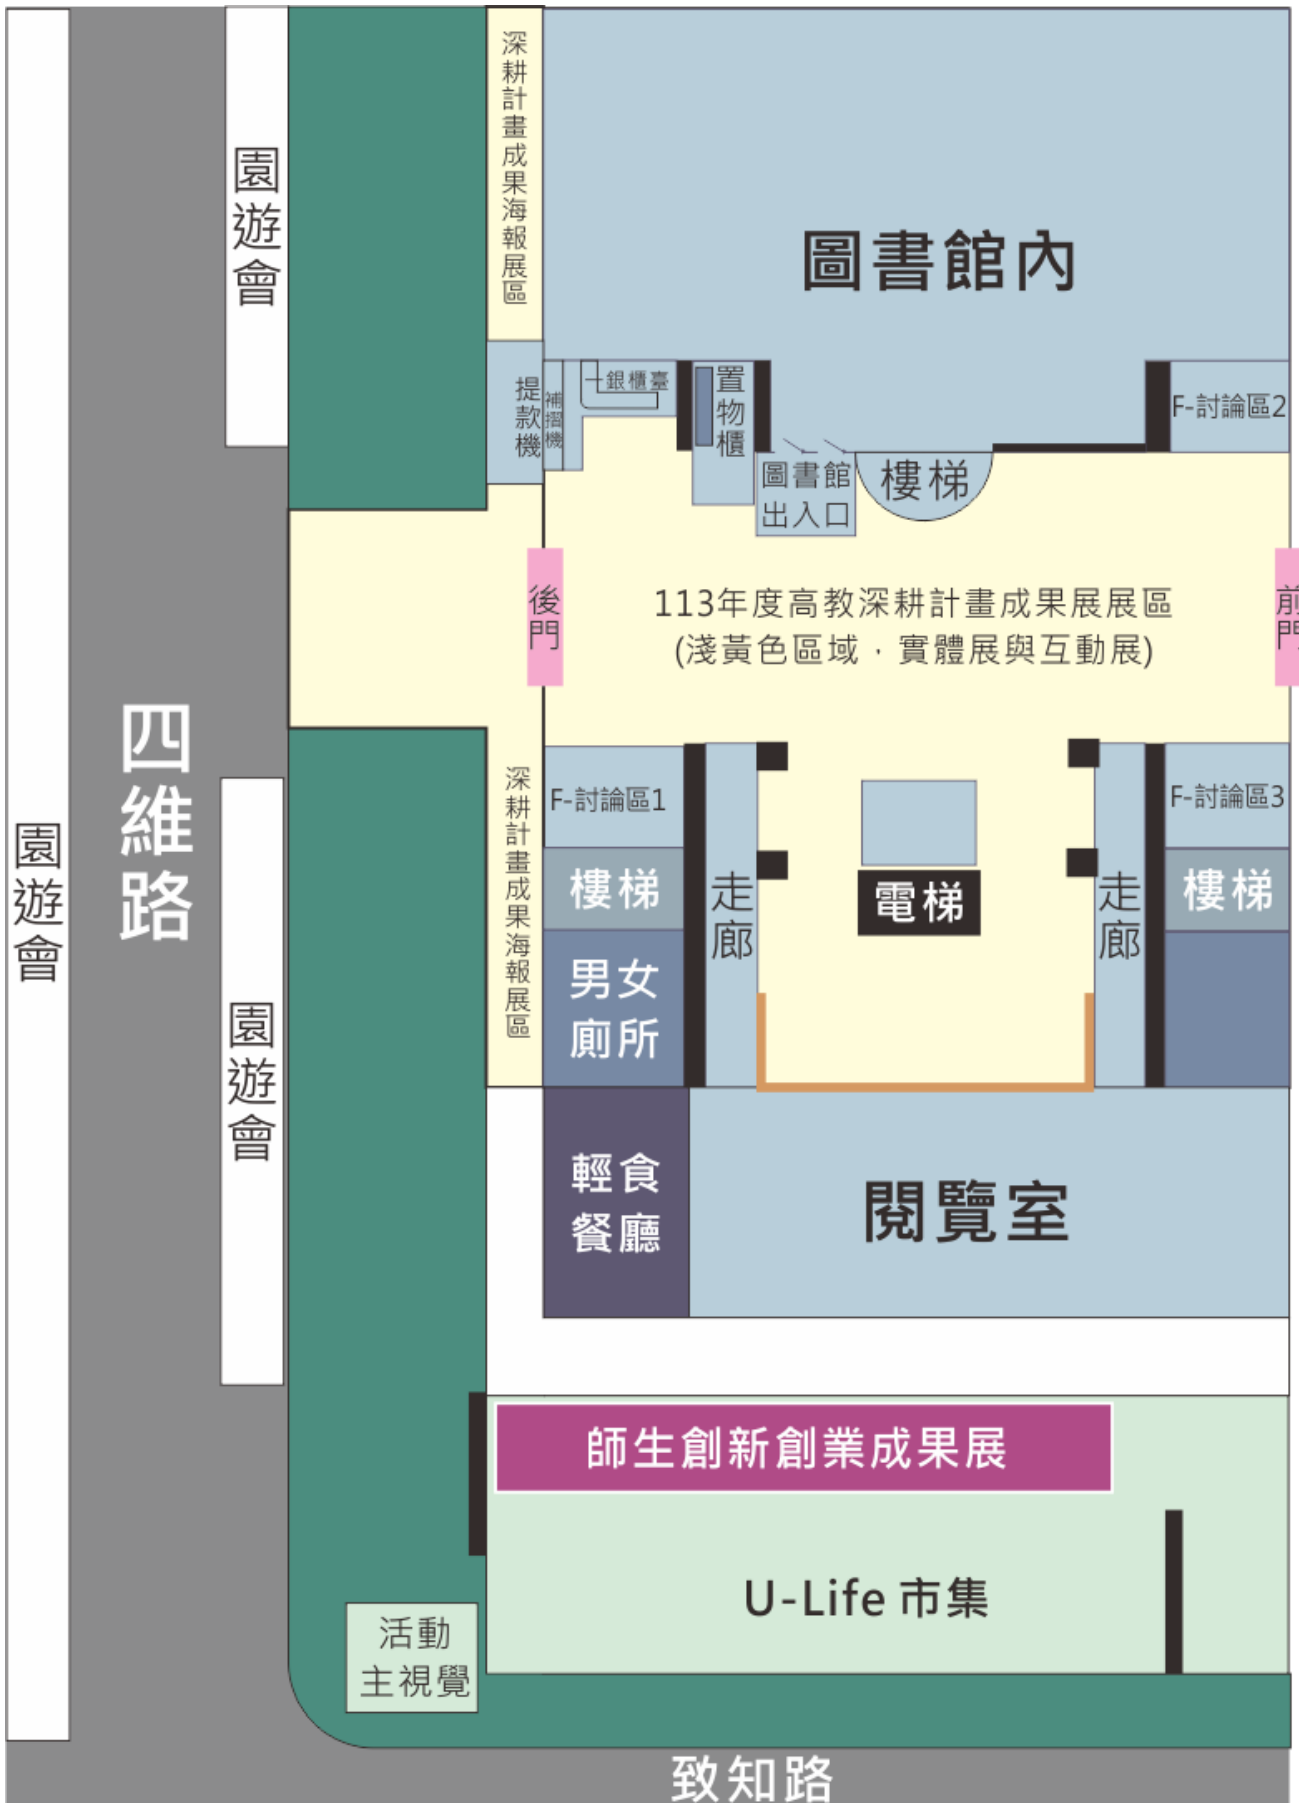 深耕計畫成果海報展區
園遊會
圖書館內
提款機
補摺機
一銀櫃臺
置物櫃
F-討論區2
圖書館
出入口
樓梯
後門
113年度高教深耕計畫成果展展區
(淺黃色區域，實體展與互動展)
前門
四維路
園遊會
園遊會
深耕計畫成果海報展區
F-討論區1
樓梯
男女
廁所
走廊
電梯
走廊
F-討論區3
樓梯
輕食
餐廳
閱覽室
師生創新創業成果展
U-Life 市集
活動
主視覺
致知路